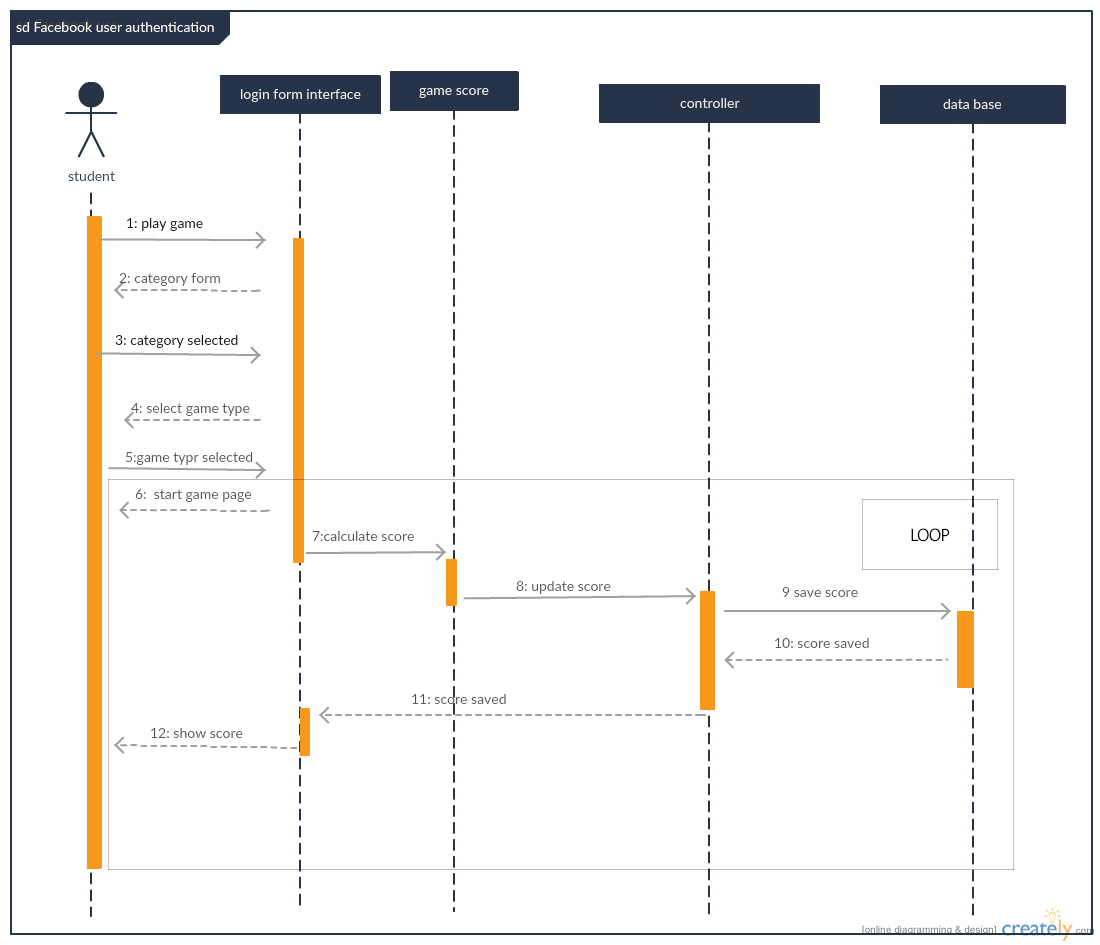 sd Facebook user authentication
login form interface
game score
controller
data base
student
1: play game
2: category form
3: category selected
4: select game type
5:game typr selected
6: start game page
LOOP
7:calculate score
8: update score
9 save score
10: score saved
11: score saved
12: show score
[online diagramming & design] creately.com